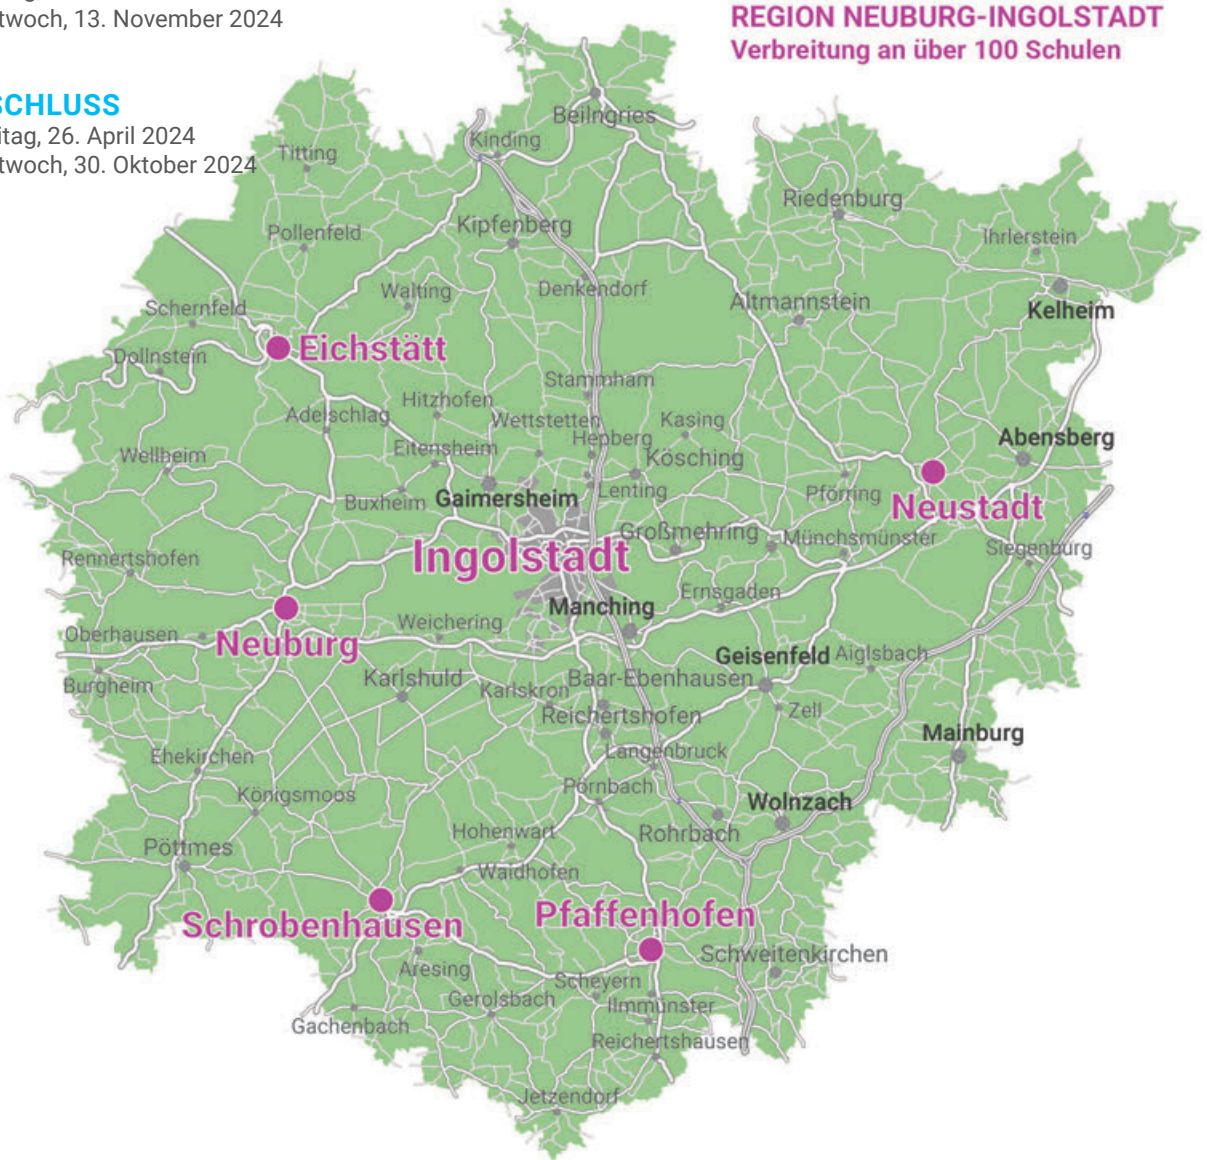 twoch, 13. November 2024
SCHLUSS
itag, 26. April 2024
twoch, 30. Oktober 2024
REGION NEUBURG-INGOLSTADT
Verbreitung an über 100 Schulen
Beilngries
Kinding
Titting
Riedenburg
Kipfenberg
Pollenfeld
Ihrlerstein
Denkendorf
Walting
Altmannstein
Schernfeld
Kelheim
Eichstätt
Dollnstein
Stammham
Hitzhofen
Adelschlag
Wettstetten
Kasing
Hepberg
Abensberg
Eitensheim
Kösching
Wellheim
Lenting
Pförring
Gaimersheim
Buxheim
Neustadt
Großmehring
Münchsmünster
Siegenburg
Ingolstadt
Rennertshofen
Ernsgaden
Manching
Weichering
Oberhausen
Neuburg
Geisenfeld
Aiglsbach
Karlshuld
Baar-Ebenhausen
Burgheim
Karlskron
Zell
Reichertshofen
Mainburg
Langenbruck
Ehekirchen
Pörnbach
Königsmoos
Wolnzach
Hohenwart
Rohrbach
Pöttmes
Waidhofen
Pfaffenhofen
Schrobenhausen
Schweitenkirchen
Aresing
Scheyern
Gerolsbach
Ilmmünster
Gachenbach
Reichertshausen
Jetzendorf